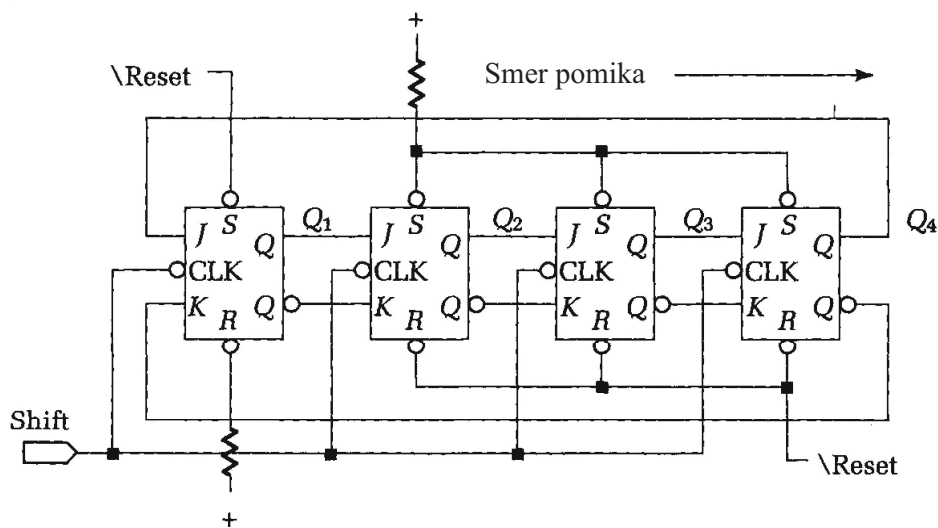 +
\Reset
Smer pomika
S S S S
J Q Q₁ J Q Q₂ J Q Q₃ J Q Q₄
CLK CLK CLK CLK
K R Q K R Q K R Q K R Q
Shift
\Reset
+